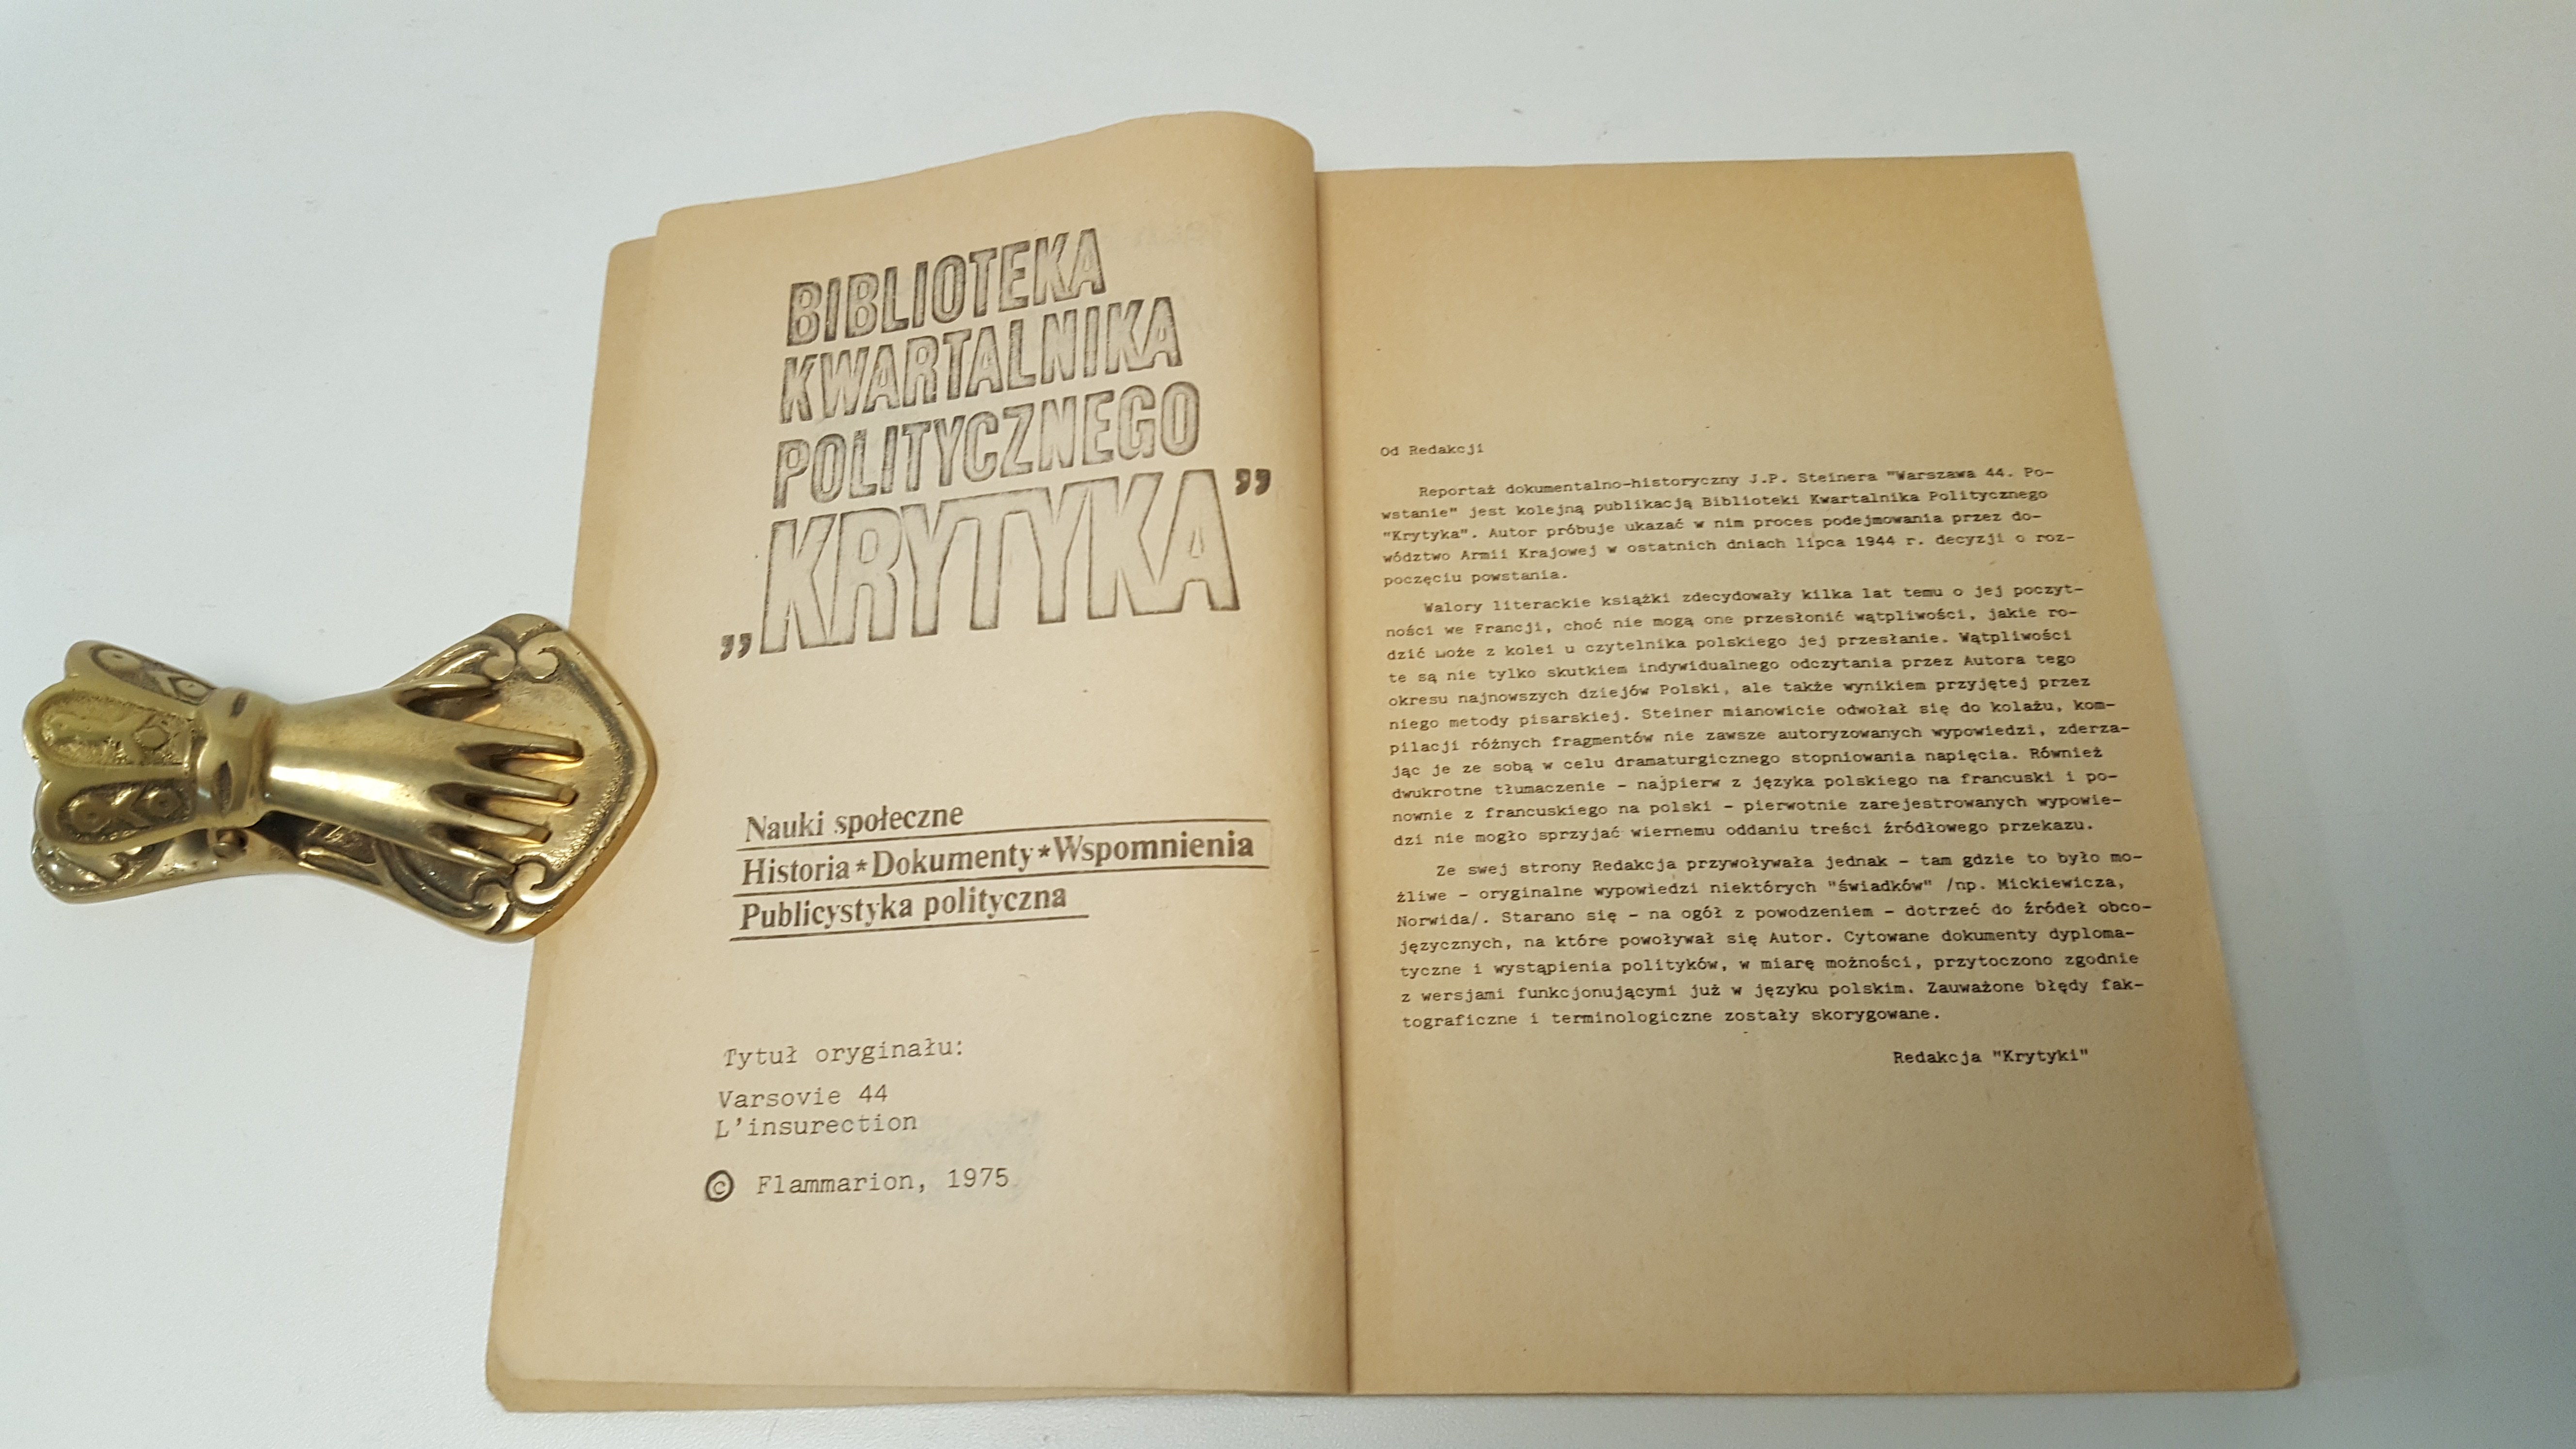 BIBLIOTEKA
KWARTALNIKA
POLITYCZNEGO
„KRYTYKA”
Nauki społeczne
Historia*Dokumenty*Wspomnienia
Publicystyka polityczna
Tytuł oryginału:
Varsovie 44
L'insurection
© Flammarion, 1975
Od Redakcji
Reportaż dokumentalno-historyczny J.P. Steinera "Warszawa 44. Po-
wstanie" jest kolejną publikacją Biblioteki Kwartalnika Politycznego
"Krytyka". Autor próbuje ukazać w nim proces podejmowania przez do-
wództwo Armii Krajowej w ostatnich dniach lipca 1944 r. decyzji o roz-
poczęciu powstania.
Walory literackie książki zdecydowały kilka lat temu o jej poczyt-
ności we Francji, choć nie mogą one przesłonić wątpliwości, jakie ro-
dzić może z kolei u czytelnika polskiego jej przesłanie. Wątpliwości
te są nie tylko skutkiem indywidualnego odczytania przez Autora tego
okresu najnowszych dziejów Polski, ale także wynikiem przyjętej przez
niego metody pisarskiej. Steiner mianowicie odwołał się do kolażu, kom-
pilacji różnych fragmentów nie zawsze autoryzowanych wypowiedzi, zderza-
jąc je ze sobą w celu dramaturgicznego stopniowania napięcia. Również
dwukrotne tłumaczenie - najpierw z języka polskiego na francuski i po-
nownie z francuskiego na polski - pierwotnie zarejestrowanych wypowie-
dzi nie mogło sprzyjać wiernemu oddaniu treści źródłowego przekazu.
Ze swej strony Redakcja przywoływała jednak - tam gdzie to było mo-
żliwe - oryginalne wypowiedzi niektórych "świadków" /np. Mickiewicza,
Norwida/. Starano się - na ogół z powodzeniem - dotrzeć do źródeł obco-
języcznych, na które powoływał się Autor. Cytowane dokumenty dyploma-
tyczne i wystąpienia polityków, w miarę możności, przytoczono zgodnie
z wersjami funkcjonującymi już w języku polskim. Zauważone błędy fak-
tograficzne i terminologiczne zostały skorygowane.
Redakcja "Krytyki"